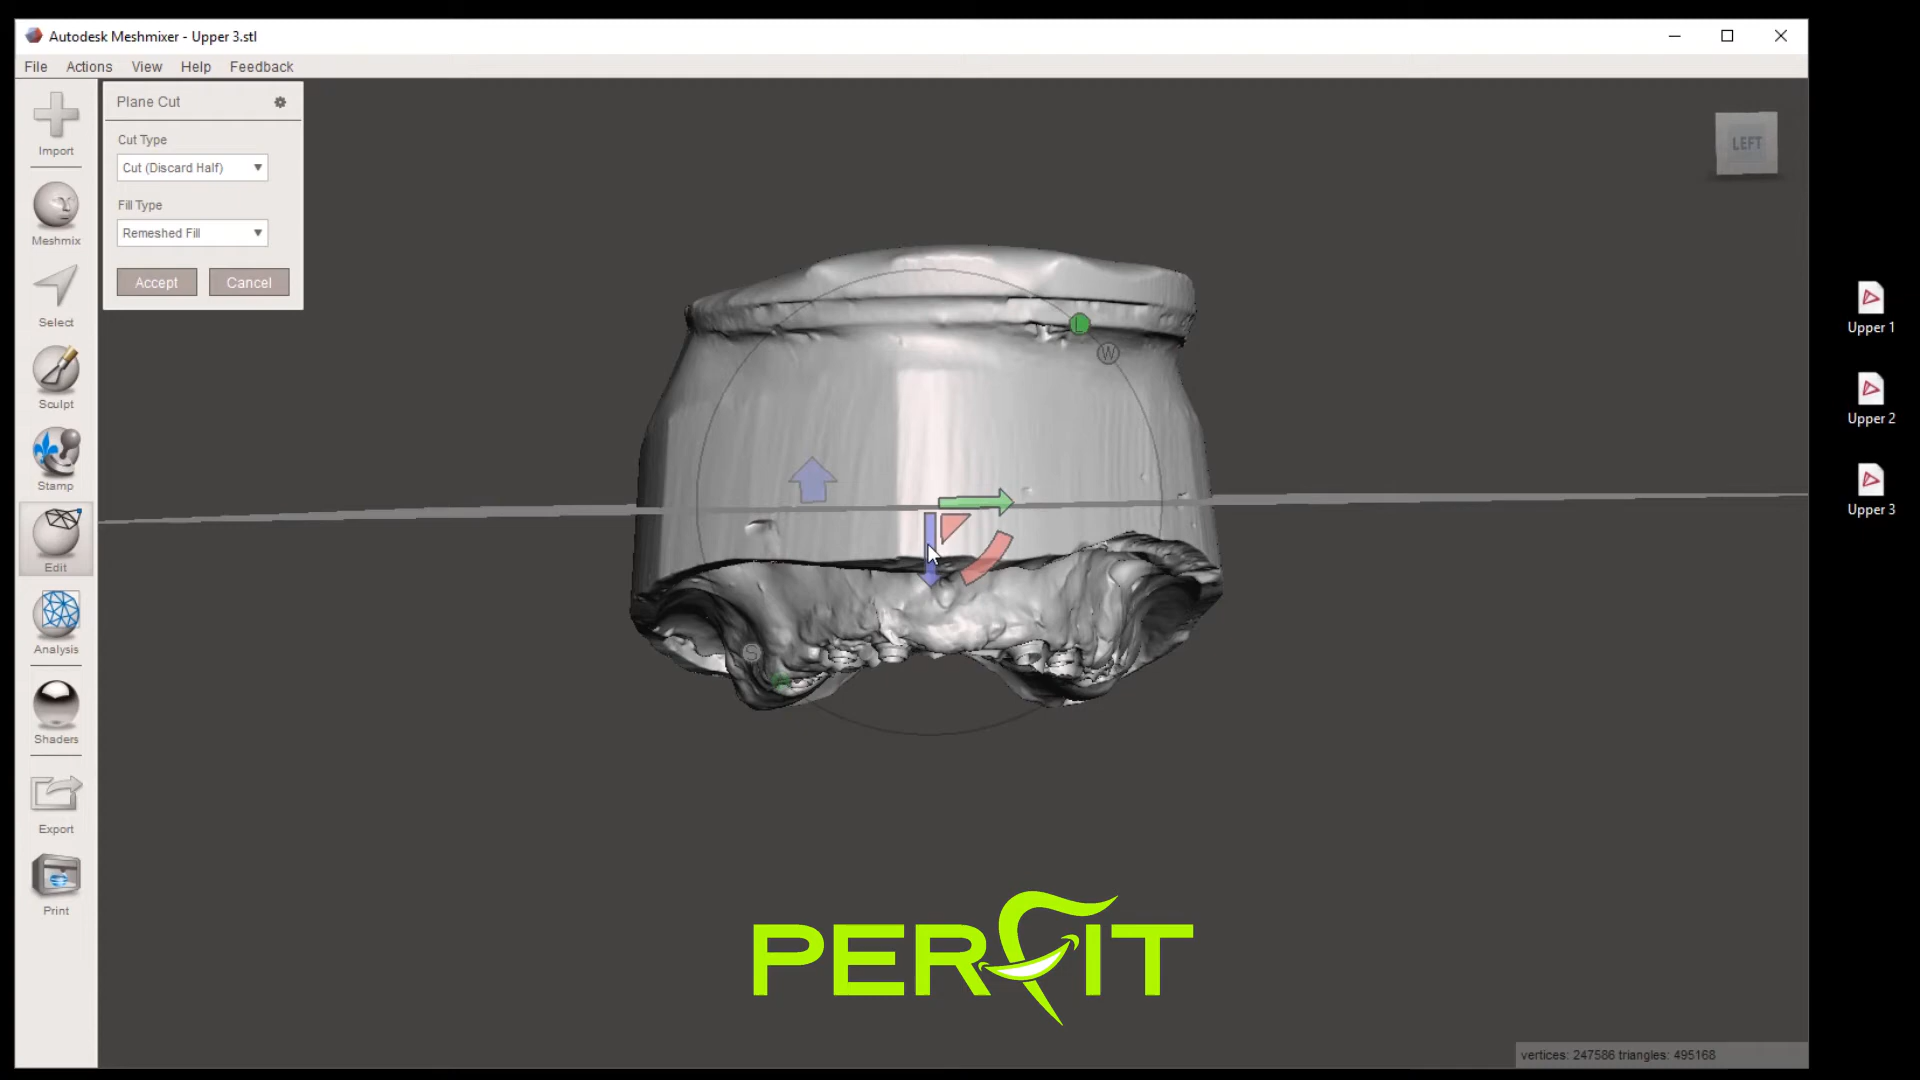 Autodesk Meshmixer - Upper 3.stl
File Actions View Help Feedback
Import
Meshmix
Select
Sculpt
Stamp
Edit
Analysis
Shaders
Export
Print
Plane Cut
Cut Type
Cut (Discard Half)
Fill Type
Remeshed Fill
Accept Cancel
LEFT
L
W
S
Upper 1
Upper 2
Upper 3
PERFIT
vertices: 247586 triangles: 495168